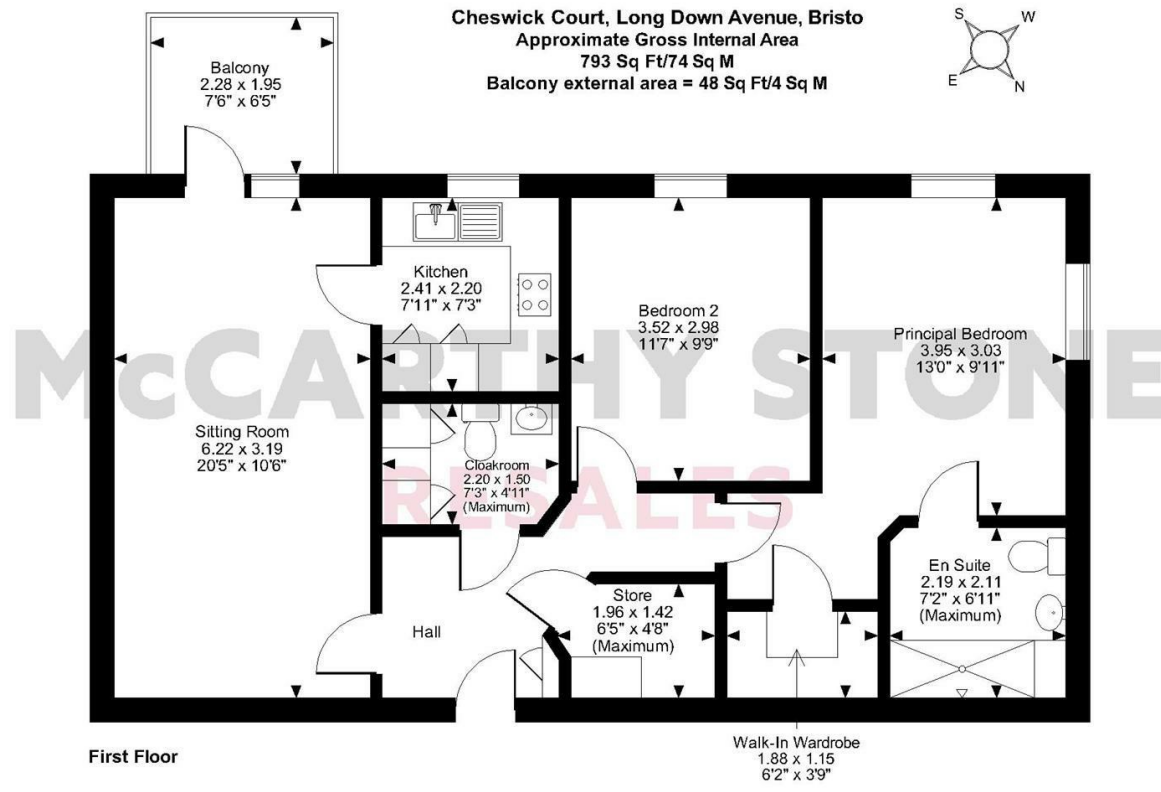 Cheswick Court, Long Down Avenue, Bristo
Approximate Gross Internal Area
793 Sq Ft/74 Sq M
Balcony external area = 48 Sq Ft/4 Sq M
S
W
E
N
Balcony
2.28 x 1.95
7'6" x 6'5"
Kitchen
2.41 x 2.20
7'11" x 7'3"
Bedroom 2
3.52 x 2.98
11'7" x 9'9"
Principal Bedroom
3.95 x 3.03
13'0" x 9'11"
McCARTHY STONE
RESALES
Sitting Room
6.22 x 3.19
20'5" x 10'6"
Cloakroom
2.20 x 1.50
7'3" x 4'11"
(Maximum)
En Suite
2.19 x 2.11
7'2" x 6'11"
(Maximum)
Store
1.96 x 1.42
6'5" x 4'8"
(Maximum)
Hall
Walk-In Wardrobe
1.88 x 1.15
6'2" x 3'9"
First Floor